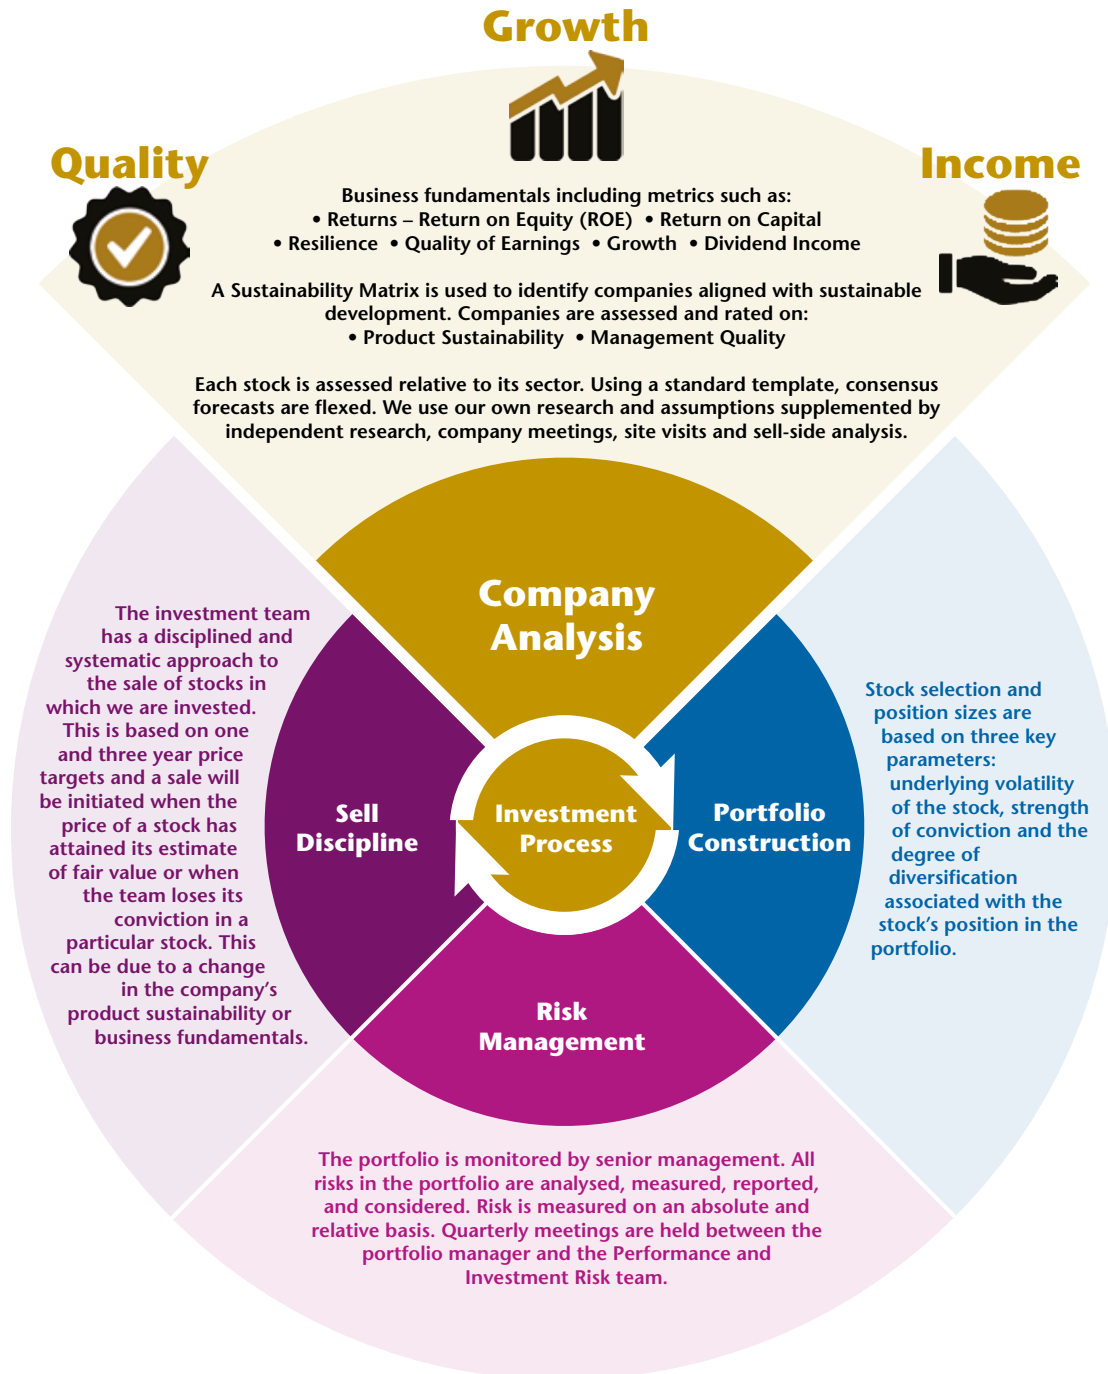 Growth
Quality
Income
Business fundamentals including metrics such as:
• Returns – Return on Equity (ROE) • Return on Capital
• Resilience • Quality of Earnings • Growth • Dividend Income
A Sustainability Matrix is used to identify companies aligned with sustainable
development. Companies are assessed and rated on:
• Product Sustainability • Management Quality
Each stock is assessed relative to its sector. Using a standard template, consensus
forecasts are flexed. We use our own research and assumptions supplemented by
independent research, company meetings, site visits and sell-side analysis.
Company
Analysis
The investment team
has a disciplined and
systematic approach to
the sale of stocks in
which we are invested.
This is based on one
and three year price
targets and a sale will
be initiated when the
price of a stock has
attained its estimate
of fair value or when
the team loses its
conviction in a
particular stock. This
can be due to a change
in the company's
product sustainability or
business fundamentals.
Sell
Discipline
Investment
Process
Portfolio
Construction
Stock selection and
position sizes are
based on three key
parameters:
underlying volatility
of the stock, strength
of conviction and the
degree of
diversification
associated with the
stock's position in the
portfolio.
Risk
Management
The portfolio is monitored by senior management. All
risks in the portfolio are analysed, measured, reported,
and considered. Risk is measured on an absolute and
relative basis. Quarterly meetings are held between the
portfolio manager and the Performance and
Investment Risk team.